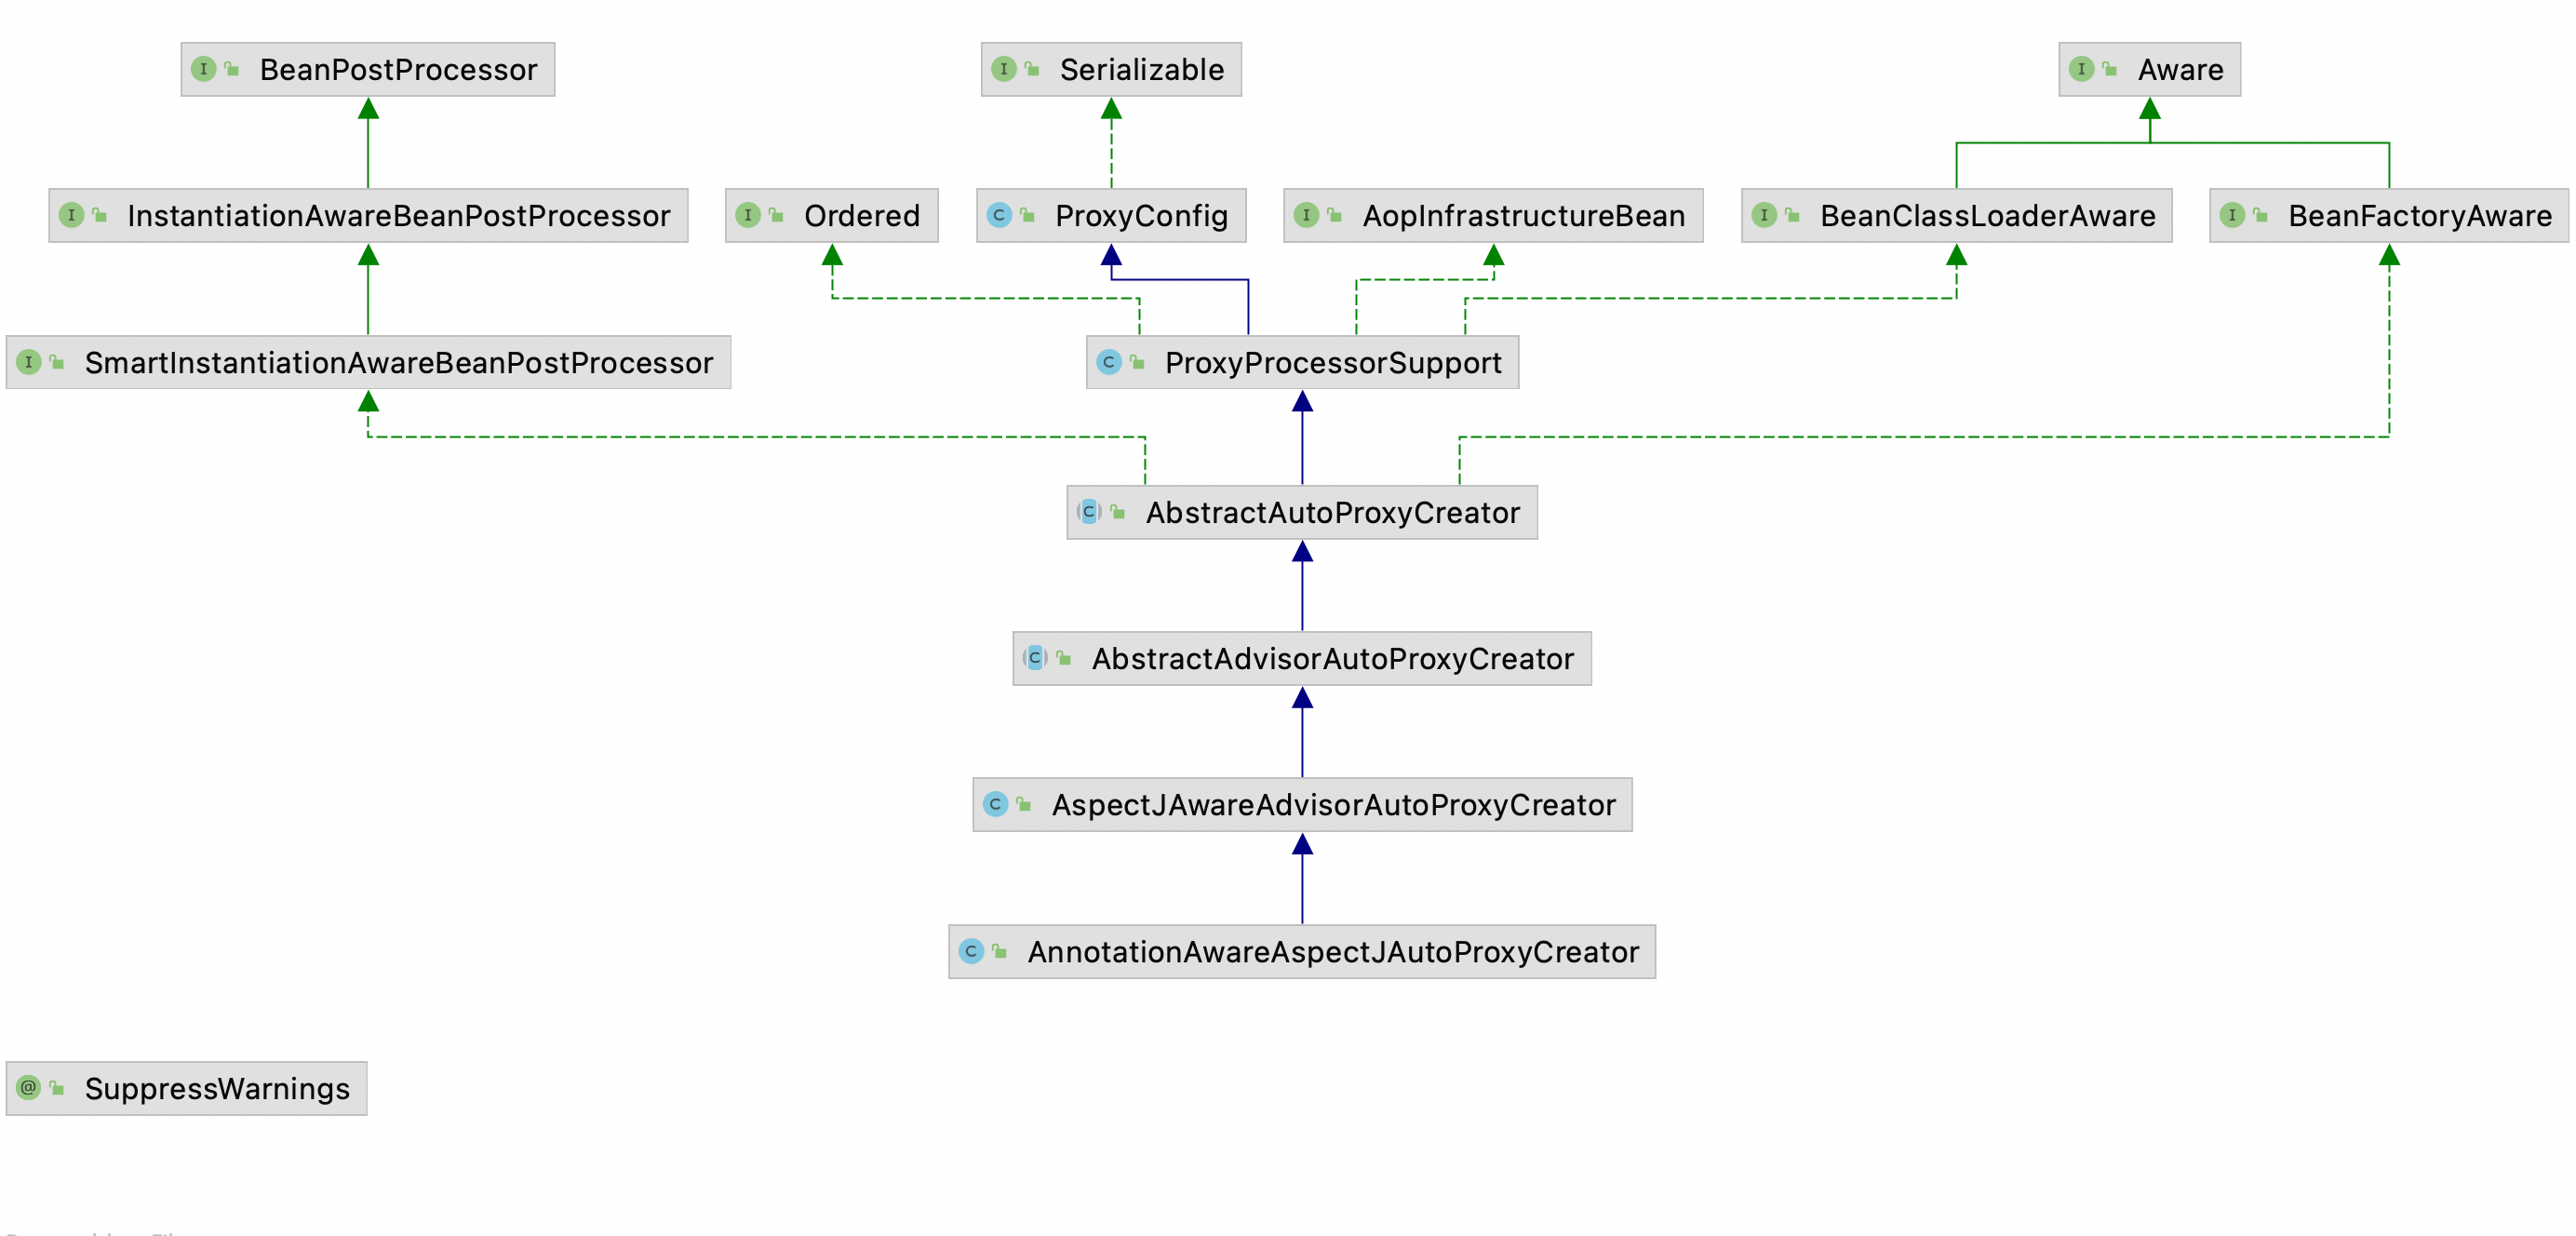 BeanPostProcessor
Serializable
Aware
InstantiationAwareBeanPostProcessor
Ordered
ProxyConfig
AopInfrastructureBean
BeanClassLoaderAware
BeanFactoryAware
SmartInstantiationAwareBeanPostProcessor
ProxyProcessorSupport
AbstractAutoProxyCreator
AbstractAdvisorAutoProxyCreator
AspectJAwareAdvisorAutoProxyCreator
AnnotationAwareAspectJAutoProxyCreator
SuppressWarnings